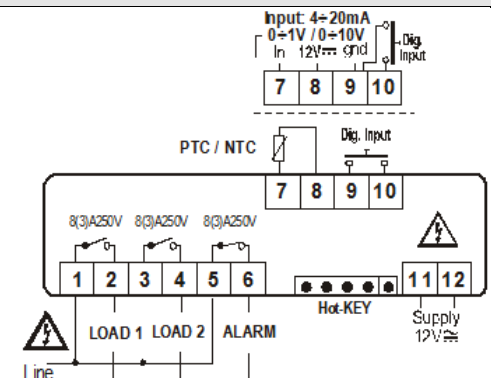 Input: 4÷20mA
0÷1V / 0÷10V
In 12V gnd
Dig.
Input
7 8 9 10
PTC / NTC
Dig. Input
7 8 9 10
8(3)A250V 8(3)A250V 8(3)A250V
1 2 3 4 5 6
11 12
Hot-KEY
Supply
12V
LOAD 1 LOAD 2 ALARM
Line